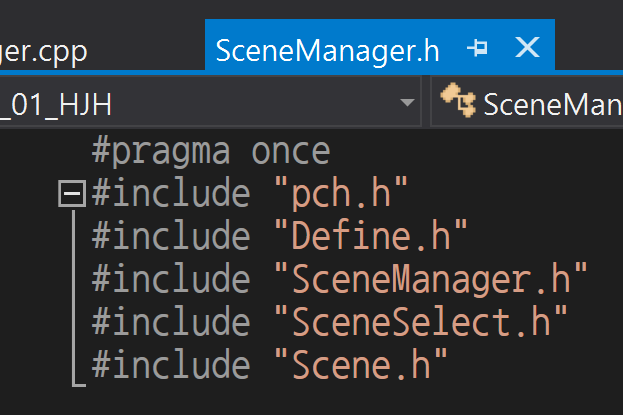 ger.cpp SceneManager.h
_01_HJH SceneMan
#pragma once
#include "pch.h"
#include "Define.h"
#include "SceneManager.h"
#include "SceneSelect.h"
#include "Scene.h"